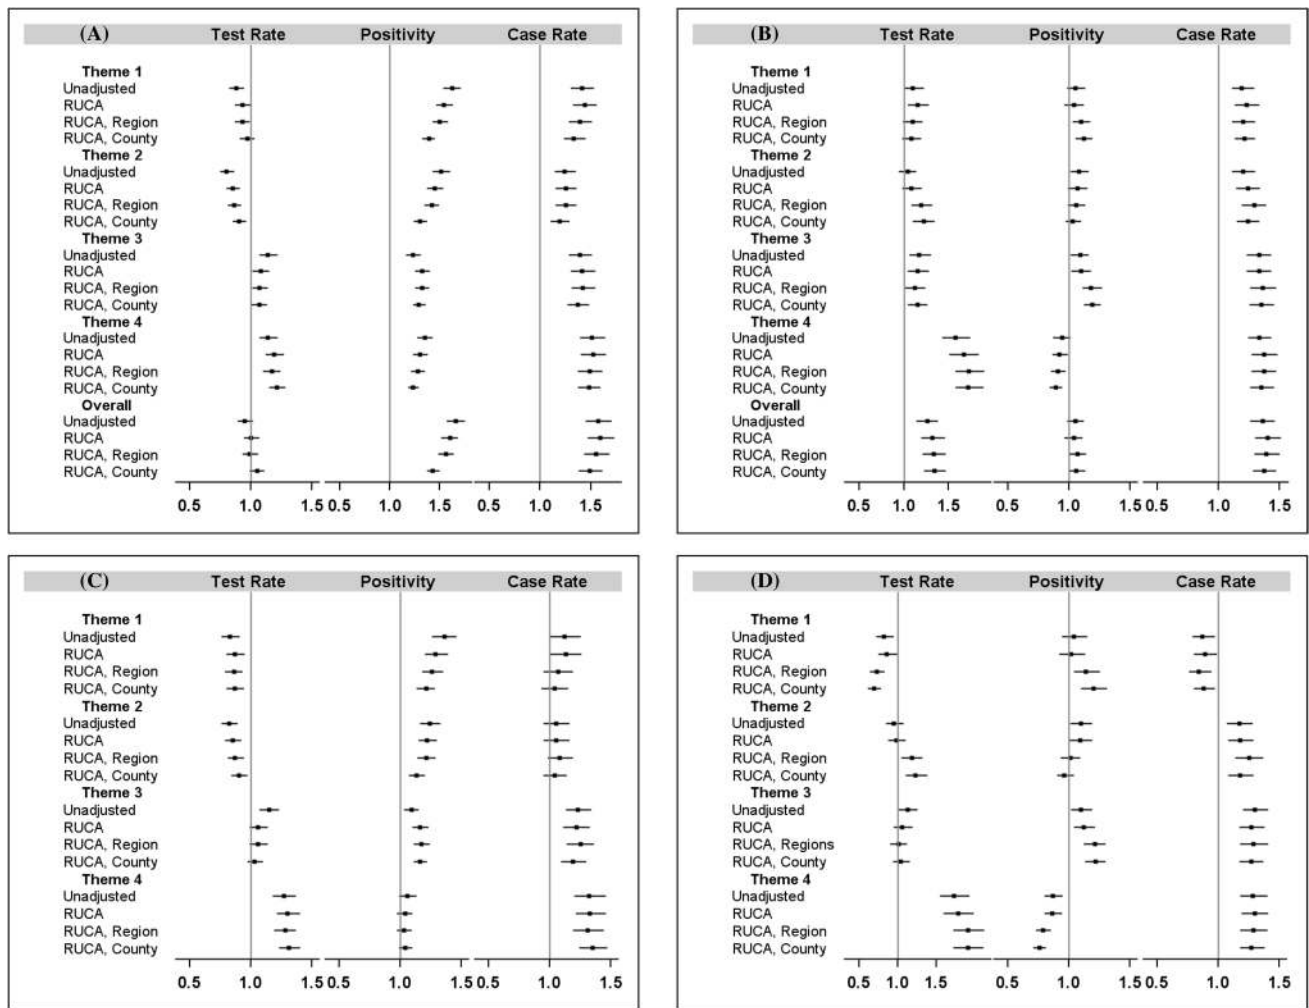 (A) Test Rate Positivity Case Rate
Theme 1
Unadjusted
RUCA
RUCA, Region
RUCA, County
Theme 2
Unadjusted
RUCA
RUCA, Region
RUCA, County
Theme 3
Unadjusted
RUCA
RUCA, Region
RUCA, County
Theme 4
Unadjusted
RUCA
RUCA, Region
RUCA, County
Overall
Unadjusted
RUCA
RUCA, Region
RUCA, County
0.5 1.0 1.5 0.5 1.0 1.5 0.5 1.0 1.5
(B) Test Rate Positivity Case Rate
Theme 1
Unadjusted
RUCA
RUCA, Region
RUCA, County
Theme 2
Unadjusted
RUCA
RUCA, Region
RUCA, County
Theme 3
Unadjusted
RUCA
RUCA, Region
RUCA, County
Theme 4
Unadjusted
RUCA
RUCA, Region
RUCA, County
Overall
Unadjusted
RUCA
RUCA, Region
RUCA, County
0.5 1.0 1.5 0.5 1.0 1.5 0.5 1.0 1.5
(C) Test Rate Positivity Case Rate
Theme 1
Unadjusted
RUCA
RUCA, Region
RUCA, County
Theme 2
Unadjusted
RUCA
RUCA, Region
RUCA, County
Theme 3
Unadjusted
RUCA
RUCA, Region
RUCA, County
Theme 4
Unadjusted
RUCA
RUCA, Region
RUCA, County
0.5 1.0 1.5 0.5 1.0 1.5 0.5 1.0 1.5
(D) Test Rate Positivity Case Rate
Theme 1
Unadjusted
RUCA
RUCA, Region
RUCA, County
Theme 2
Unadjusted
RUCA
RUCA, Region
RUCA, County
Theme 3
Unadjusted
RUCA
RUCA, Regions
RUCA, County
Theme 4
Unadjusted
RUCA
RUCA, Region
RUCA, County
0.5 1.0 1.5 0.5 1.0 1.5 0.5 1.0 1.5